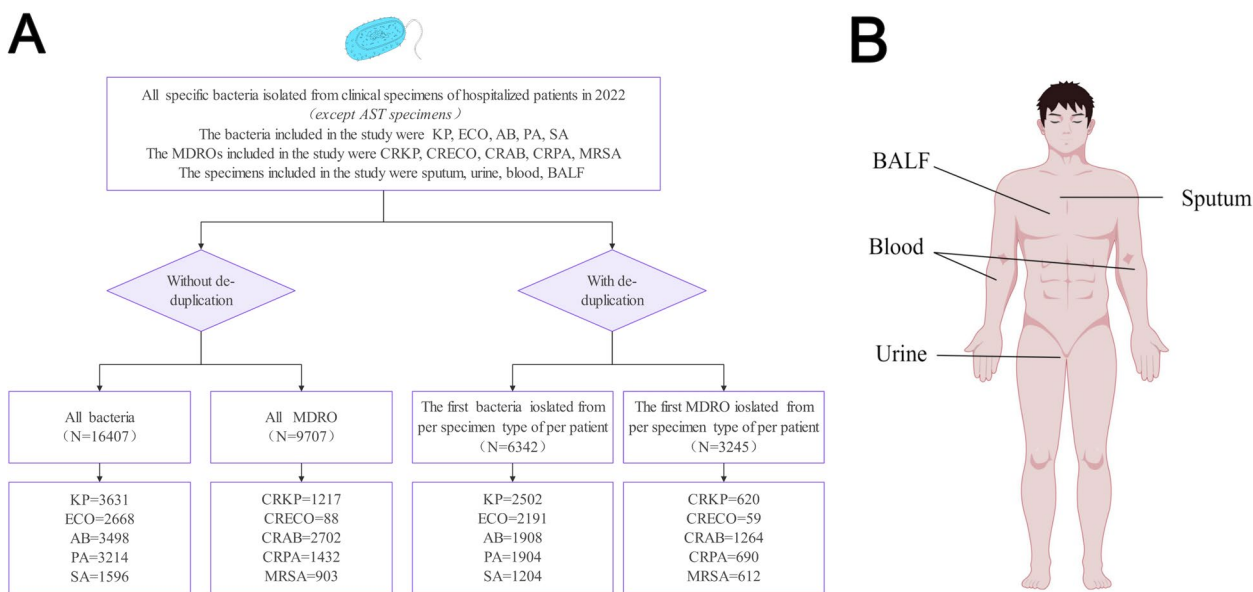 A
All specific bacteria isolated from clinical specimens of hospitalized patients in 2022
(except AST specimens)
The bacteria included in the study were KP, ECO, AB, PA, SA
The MDROs included in the study were CRKP, CRECO, CRAB, CRPA, MRSA
The specimens included in the study were sputum, urine, blood, BALF
Without de-
duplication
With de-
duplication
All bacteria
（N=16407)
All MDRO
（N=9707)
The first bacteria ioslated from
per specimen type of per patient
（N=6342)
The first MDRO ioslated from
per specimen type of per patient
（N=3245)
KP=3631
ECO=2668
AB=3498
PA=3214
SA=1596
CRKP=1217
CRECO=88
CRAB=2702
CRPA=1432
MRSA=903
KP=2502
ECO=2191
AB=1908
PA=1904
SA=1204
CRKP=620
CRECO=59
CRAB=1264
CRPA=690
MRSA=612
B
BALF
Sputum
Blood
Urine